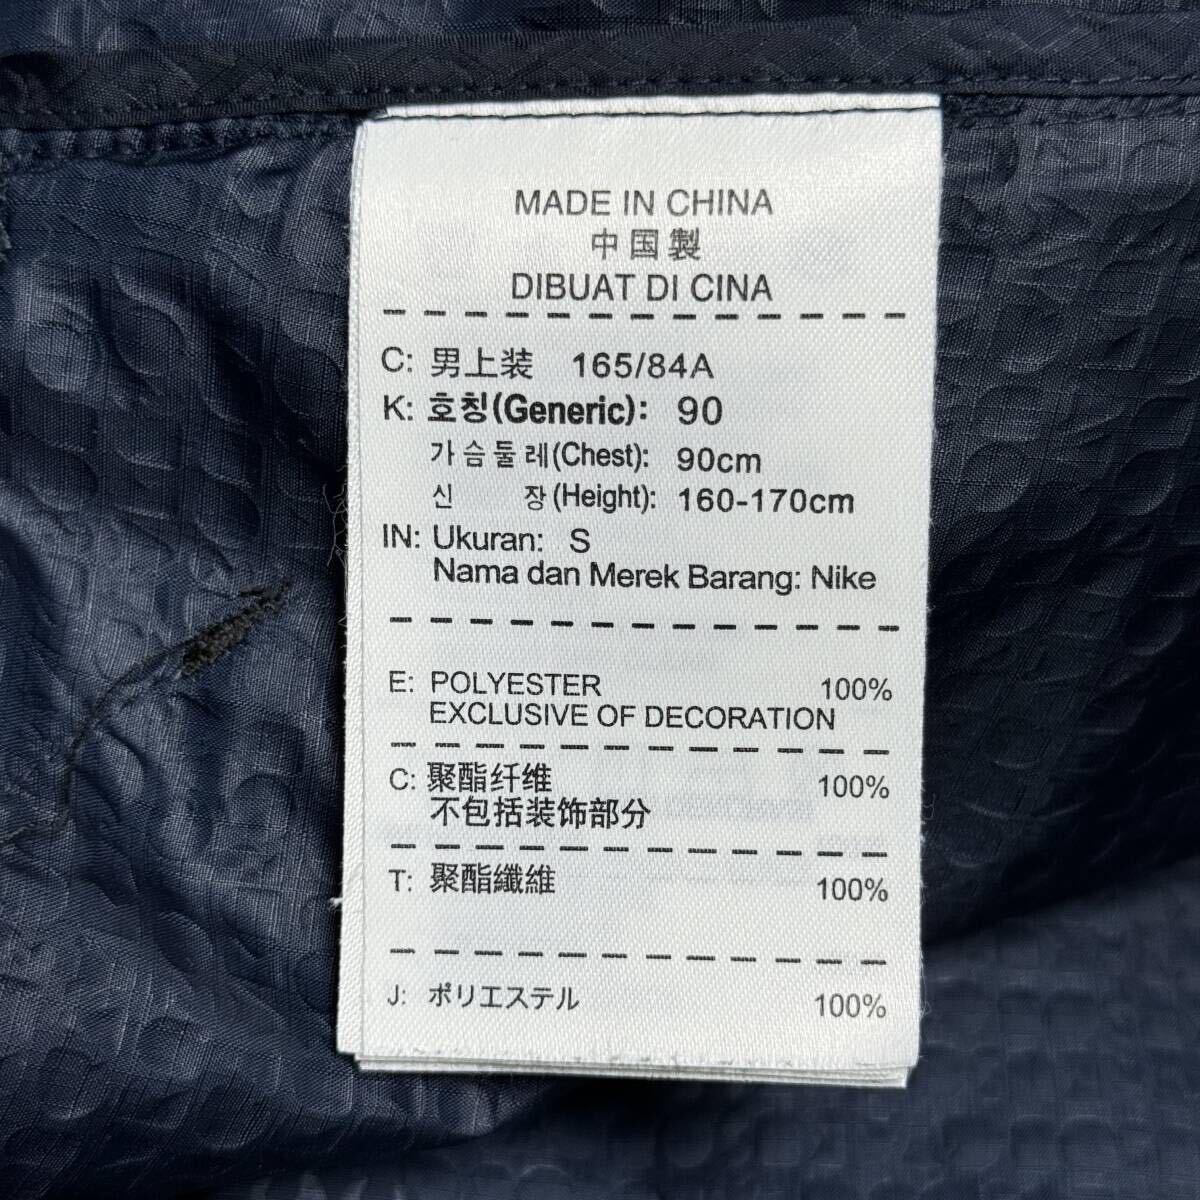 MADE IN CHINA
中国製
DIBUAT DI CINA
C: 男上装 165/84A
K: 호칭(Generic): 90
가슴둘레(Chest): 90cm
신 장(Height): 160-170cm
IN: Ukuran: S
Nama dan Merek Barang: Nike
E: POLYESTER 100%
EXCLUSIVE OF DECORATION
C: 聚酯纤维 100%
不包括装饰部分
T: 聚酯纖維 100%
J: ポリエステル 100%